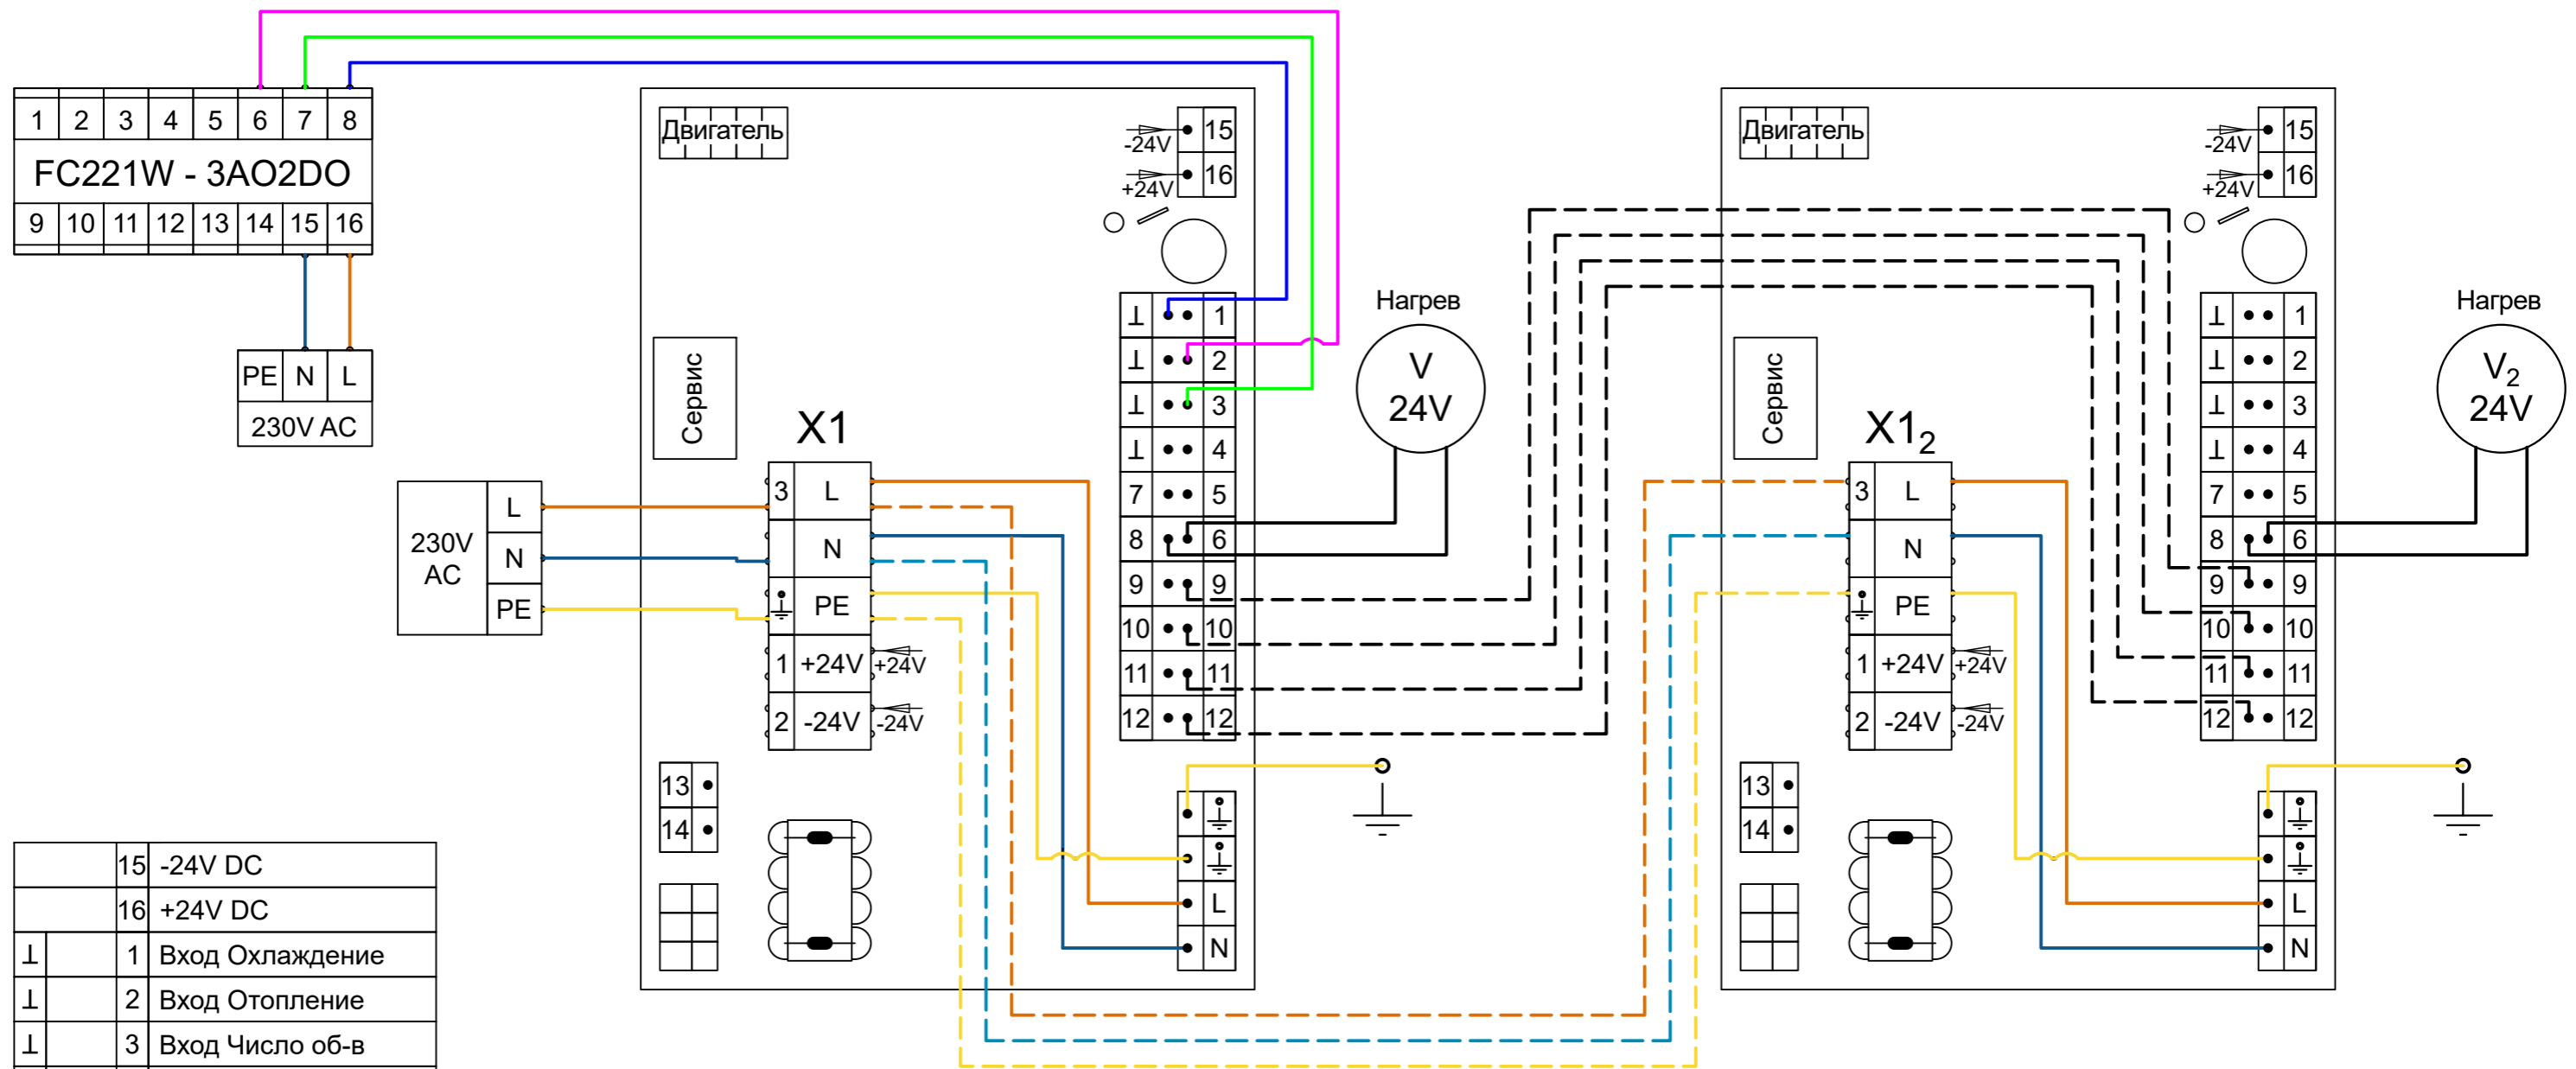 1 2 3 4 5 6 7 8
FC221W - 3AO2DO
9 10 11 12 13 14 15 16
PE N L
230V AC
230V
AC
L
N
PE
Двигатель
Сервис
X1
3 L
N
PE
1 +24V +24V
2 -24V -24V
13
14
-24V 15
+24V 16
⊥ 1
⊥ 2
⊥ 3
⊥ 4
7 5
8 6
9 9
10 10
11 11
12 12
L
N
Нагрев
V
24V
Двигатель
Сервис
X1₂
3 L
N
PE
1 +24V +24V
2 -24V -24V
13
14
-24V 15
+24V 16
⊥ 1
⊥ 2
⊥ 3
⊥ 4
7 5
8 6
9 9
10 10
11 11
12 12
L
N
Нагрев
V₂
24V
15 -24V DC
16 +24V DC
⊥ 1 Вход Охлаждение
⊥ 2 Вход Отопление
⊥ 3 Вход Число об-в